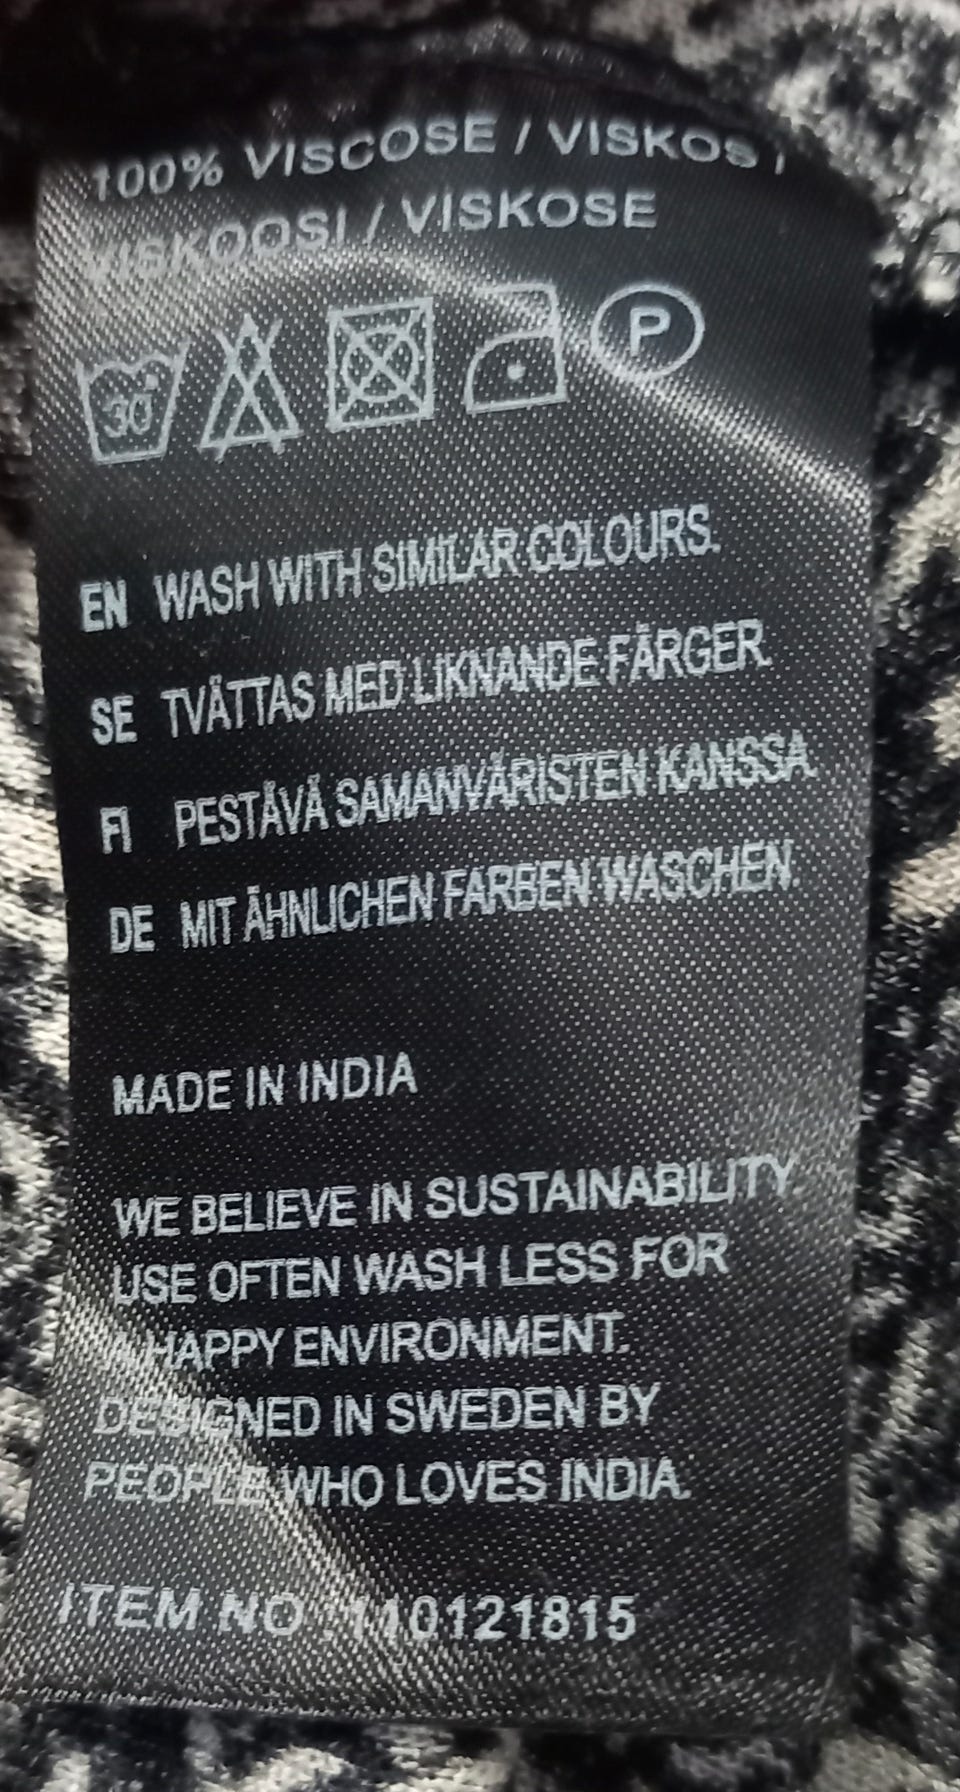 100% VISCOSE / VISKOS /
VISKOOSI / VISKOSE
30° P
EN WASH WITH SIMILAR COLOURS.
SE TVÄTTAS MED LIKNANDE FÄRGER.
FI PESTÄVÄ SAMANVÄRISTEN KANSSA.
DE MIT ÄHNLICHEN FARBEN WASCHEN.
MADE IN INDIA
WE BELIEVE IN SUSTAINABILITY.
USE OFTEN WASH LESS FOR
A HAPPY ENVIRONMENT.
DESIGNED IN SWEDEN BY
PEOPLE WHO LOVES INDIA.
ITEM NO :110121815